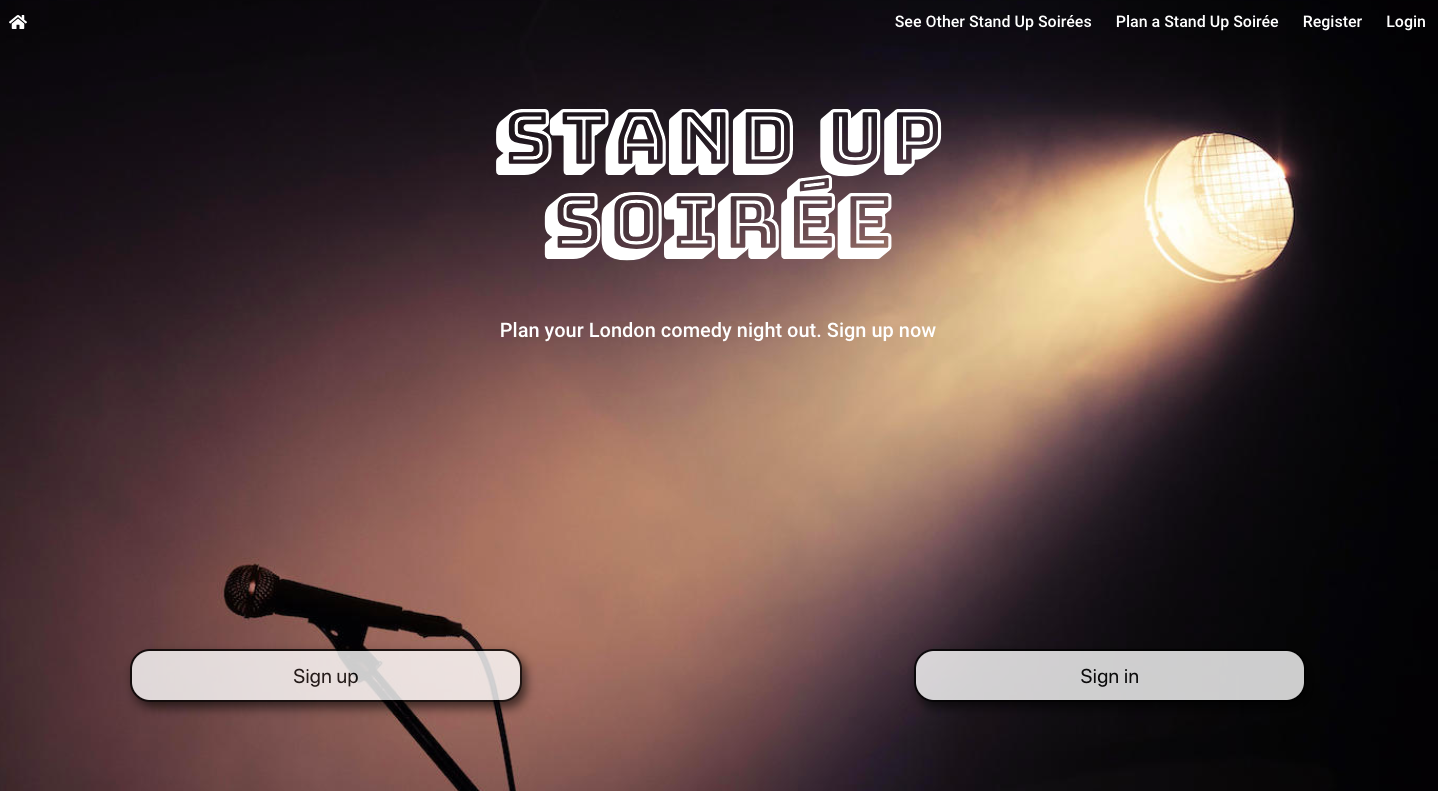 See Other Stand Up Soirées Plan a Stand Up Soirée Register Login
STAND UP
SOIRÉE
Plan your London comedy night out. Sign up now
Sign up
Sign in